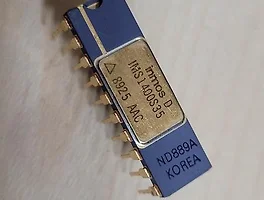 inmos D
IMS1400S35
△ 8925 AAC
ND889A
KOREA